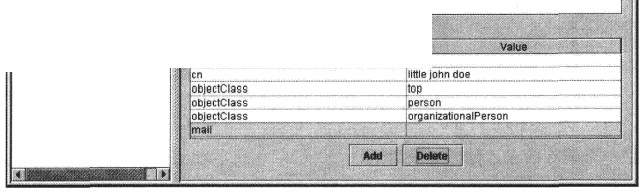 Value
cn little john doe
objectClass top
objectClass person
objectClass organizationalPerson
mail
Add Delete